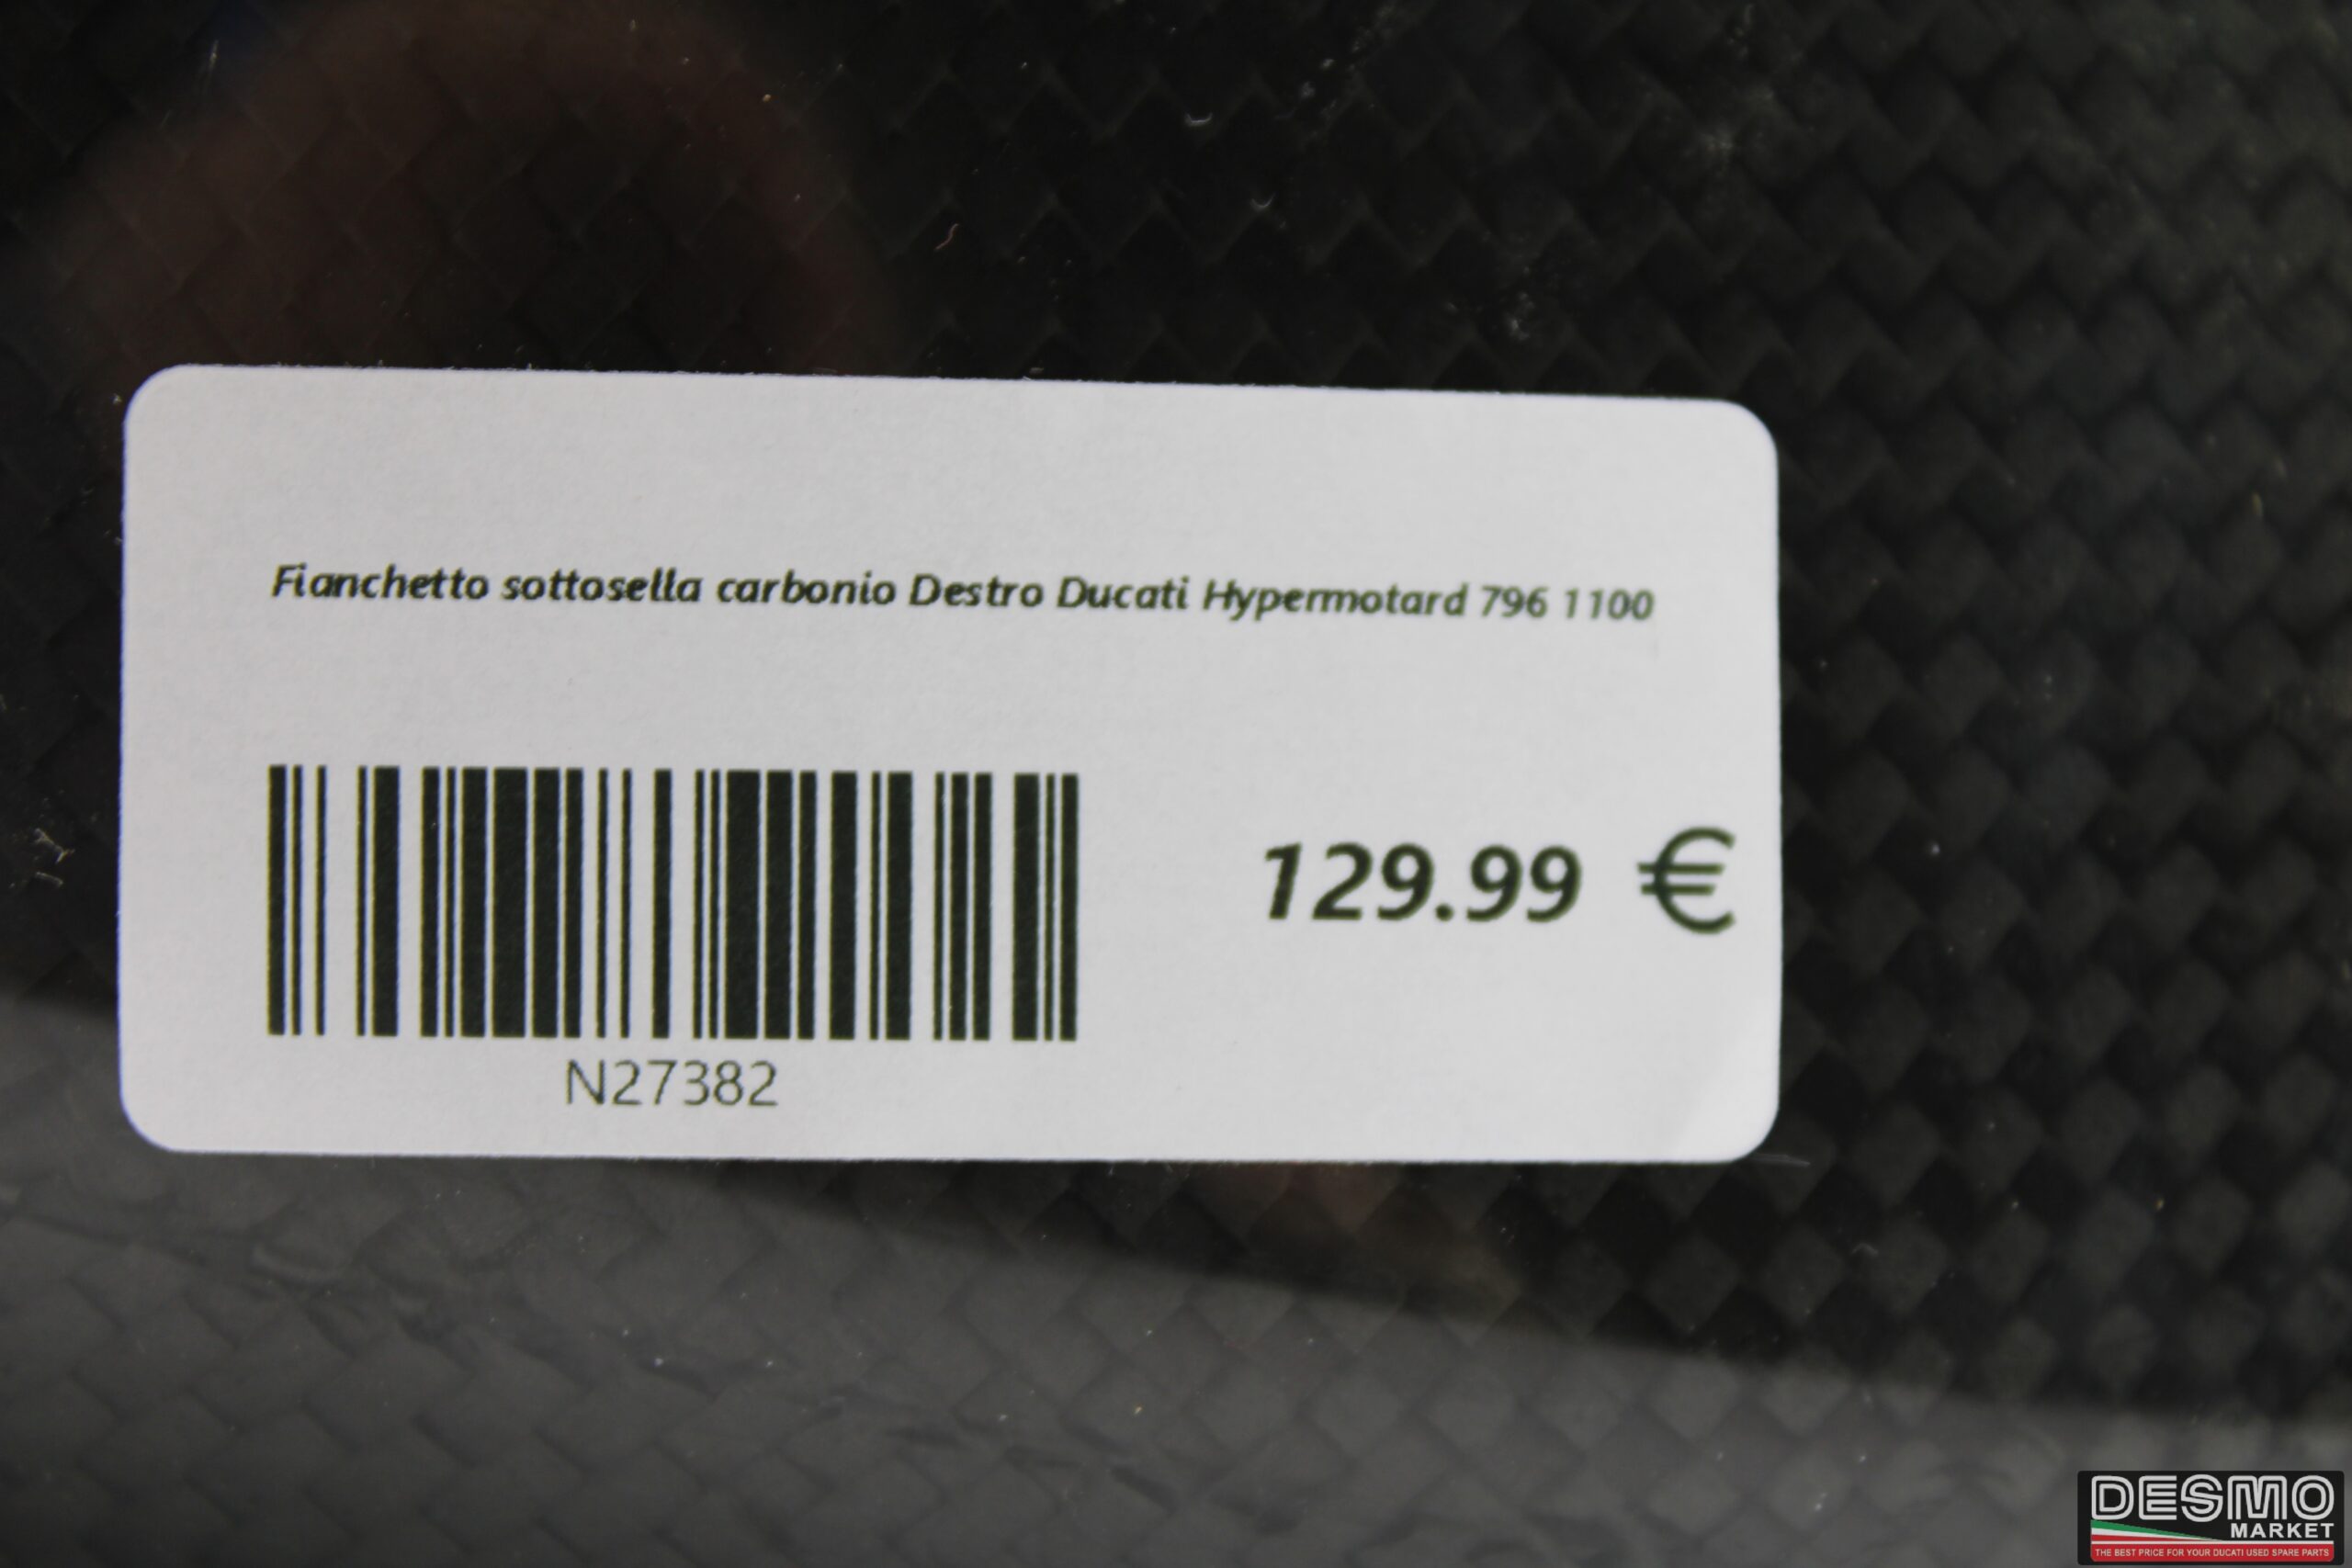 Fianchetto sottosella carbonio Destro Ducati Hypermotard 796 1100
129.99 €
N27382
DESMO
MARKET
THE BEST PRICE FOR YOUR DUCATI USED SPARE PARTS